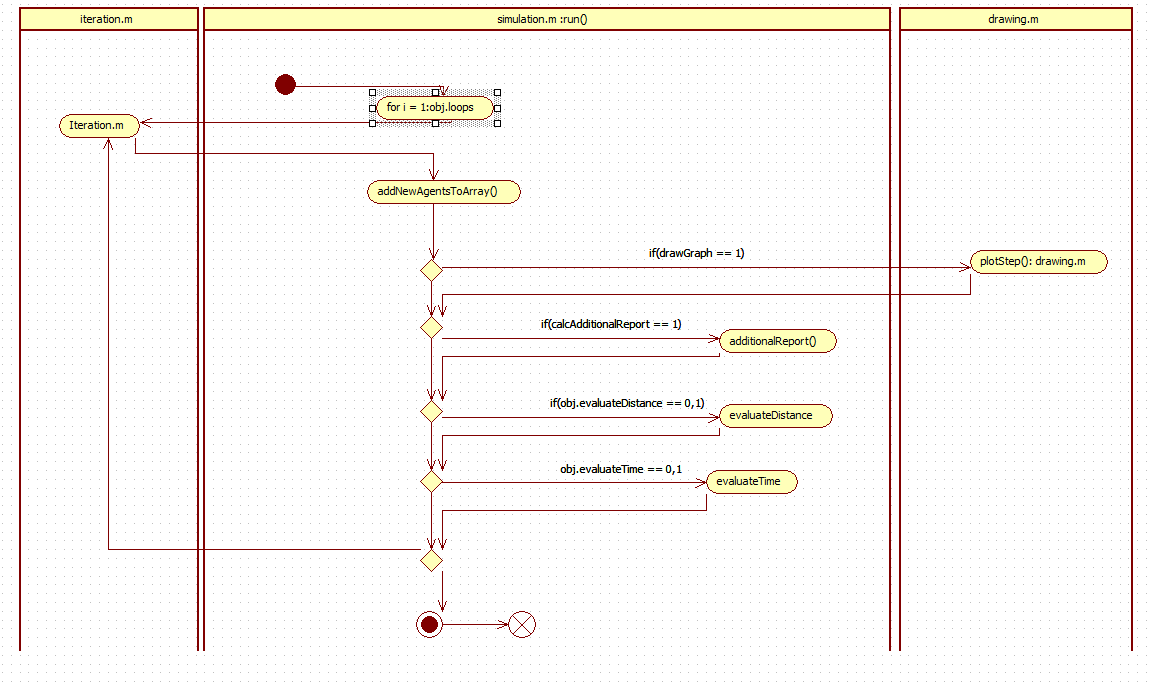 iteration.m
simulation.m :run()
drawing.m
for i = 1:obj.loops
Iteration.m
addNewAgentsToArray()
if(drawGraph == 1)
plotStep(): drawing.m
if(calcAdditionalReport == 1)
additionalReport()
if(obj.evaluateDistance == 0,1)
evaluateDistance
obj.evaluateTime == 0,1
evaluateTime